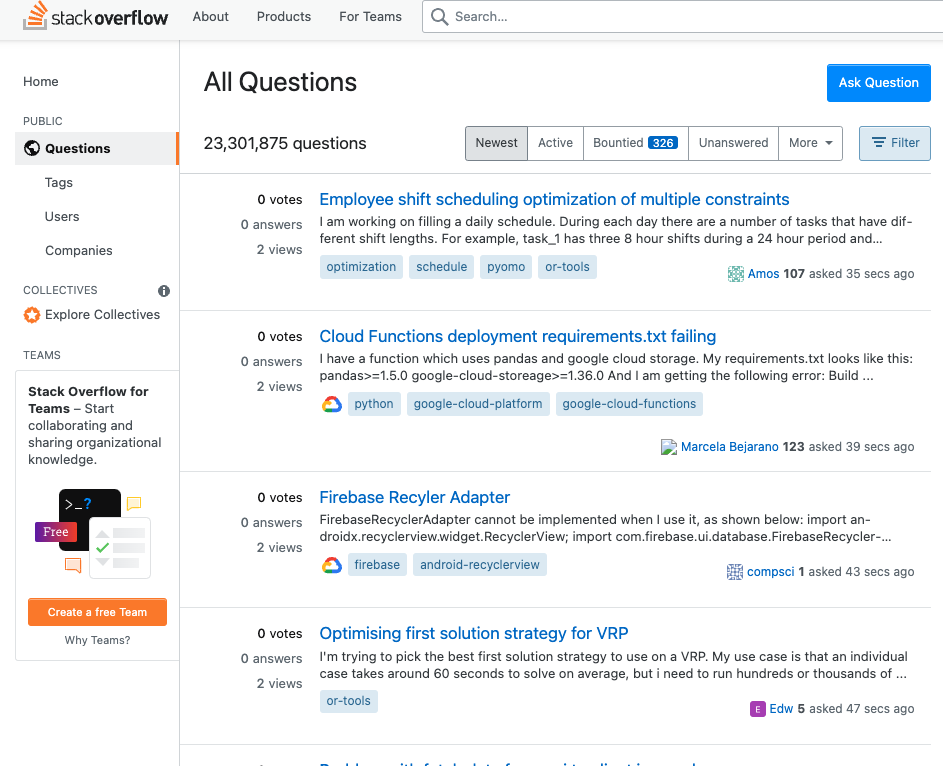 stackoverflow About Products For Teams Search...
Home
PUBLIC
Questions
Tags
Users
Companies
COLLECTIVES
Explore Collectives
TEAMS
Stack Overflow for
Teams – Start
collaborating and
sharing organizational
knowledge.
>_?
Free
Create a free Team
Why Teams?
All Questions
Ask Question
23,301,875 questions
Newest Active Bountied 326 Unanswered More Filter
0 votes
0 answers
2 views
Employee shift scheduling optimization of multiple constraints
I am working on filling a daily schedule. During each day there are a number of tasks that have dif-
ferent shift lengths. For example, task_1 has three 8 hour shifts during a 24 hour period and...
optimization schedule pyomo or-tools
Amos 107 asked 35 secs ago
0 votes
0 answers
2 views
Cloud Functions deployment requirements.txt failing
I have a function which uses pandas and google cloud storage. My requirements.txt looks like this:
pandas>=1.5.0 google-cloud-storeage>=1.36.0 And I am getting the following error: Build ...
python google-cloud-platform google-cloud-functions
Marcela Bejarano 123 asked 39 secs ago
0 votes
0 answers
2 views
Firebase Recyler Adapter
FirebaseRecyclerAdapter cannot be implemented when I use it, as shown below: import an-
droidx.recyclerview.widget.RecyclerView; import com.firebase.ui.database.FirebaseRecycler-...
firebase android-recyclerview
compsci 1 asked 43 secs ago
0 votes
0 answers
2 views
Optimising first solution strategy for VRP
I'm trying to pick the best first solution strategy to use on a VRP. My use case is that an individual
case takes around 60 seconds to solve on average, but i need to run hundreds or thousands of ...
or-tools
E Edw 5 asked 47 secs ago